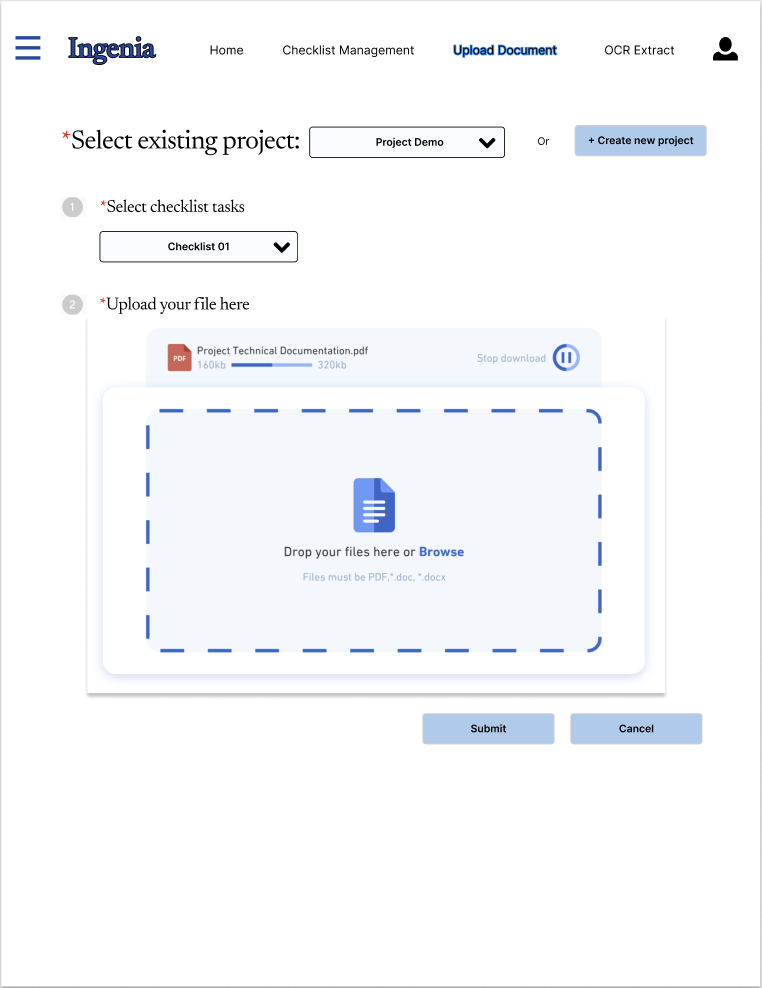 Ingenia
Home
Checklist Management
Upload Document
OCR Extract
*Select existing project:
Project Demo
Or
+ Create new project
1
*Select checklist tasks
Checklist 01
2
*Upload your file here
PDF
Project Technical Documentation.pdf
160kb
320kb
Stop download
Drop your files here or Browse
Files must be PDF,*.doc, *.docx
Submit
Cancel